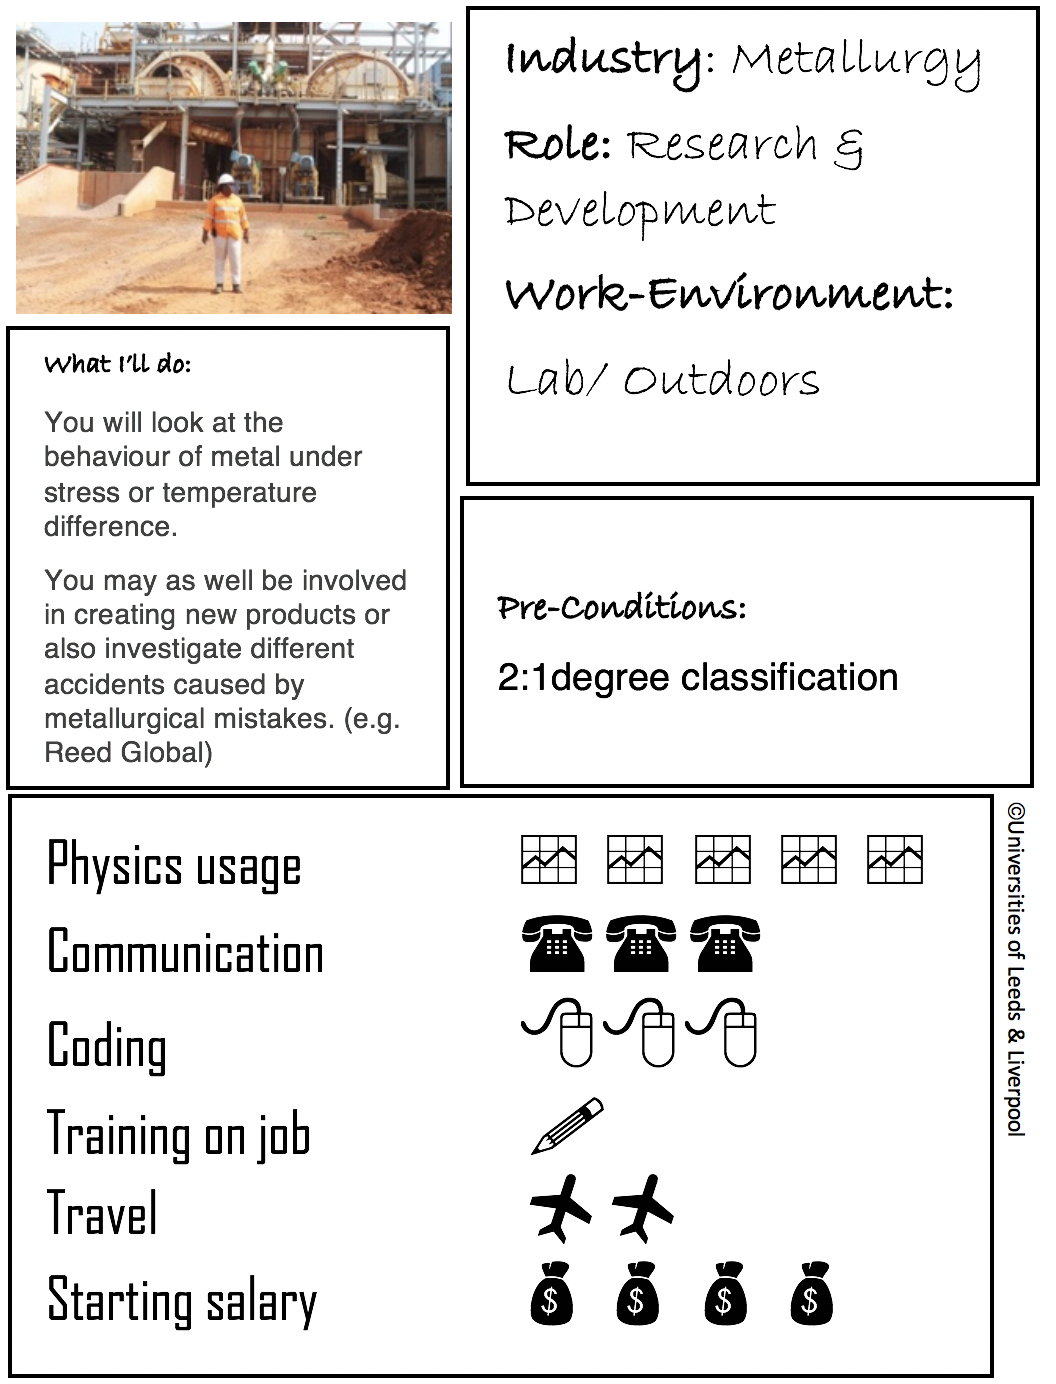 Industry: Metallurgy
Role: Research &
Development
Work-Environment:
Lab/ Outdoors
What I'll do:
You will look at the
behaviour of metal under
stress or temperature
difference.
You may as well be involved
in creating new products or
also investigate different
accidents caused by
metallurgical mistakes. (e.g.
Reed Global)
Pre-Conditions:
2:1degree classification
Physics usage
Communication
Coding
Training on job
Travel
Starting salary
$ $ $ $
©Universities of Leeds & Liverpool